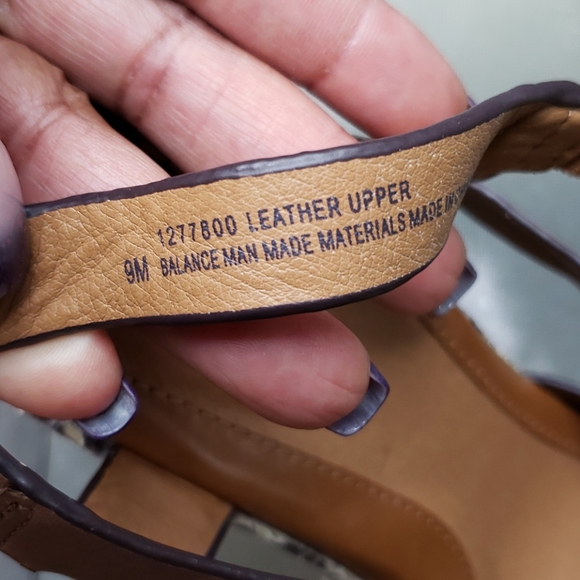 1277800 LEATHER UPPER
9M BALANCE MAN MADE MATERIALS MADE IN